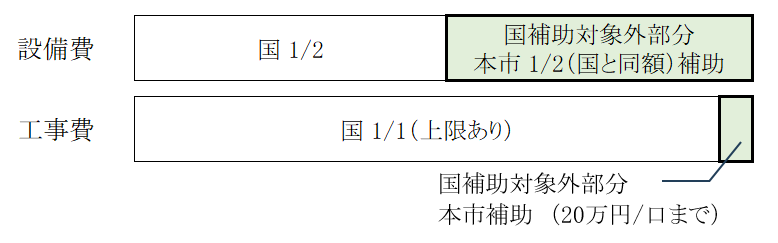 設備費
国 1/2
国補助対象外部分
本市 1/2（国と同額）補助
工事費
国 1/1（上限あり）
国補助対象外部分
本市補助 （20万円/口まで）